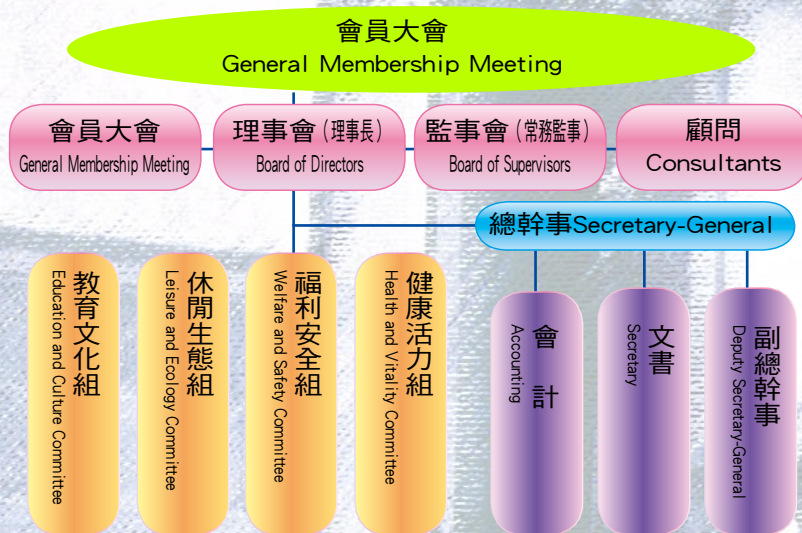 會員大會
General Membership Meeting
會員大會
General Membership Meeting
理事會（理事長）
Board of Directors
監事會（常務監事）
Board of Supervisors
顧問
Consultants
總幹事Secretary-General
教育文化組
Education and Culture Committee
休閒生態組
Leisure and Ecology Committee
福利安全組
Welfare and Safety Committee
健康活力組
Health and Vitality Committee
會計
Accounting
文書
Secretary
副總幹事
Deputy Secretary-General